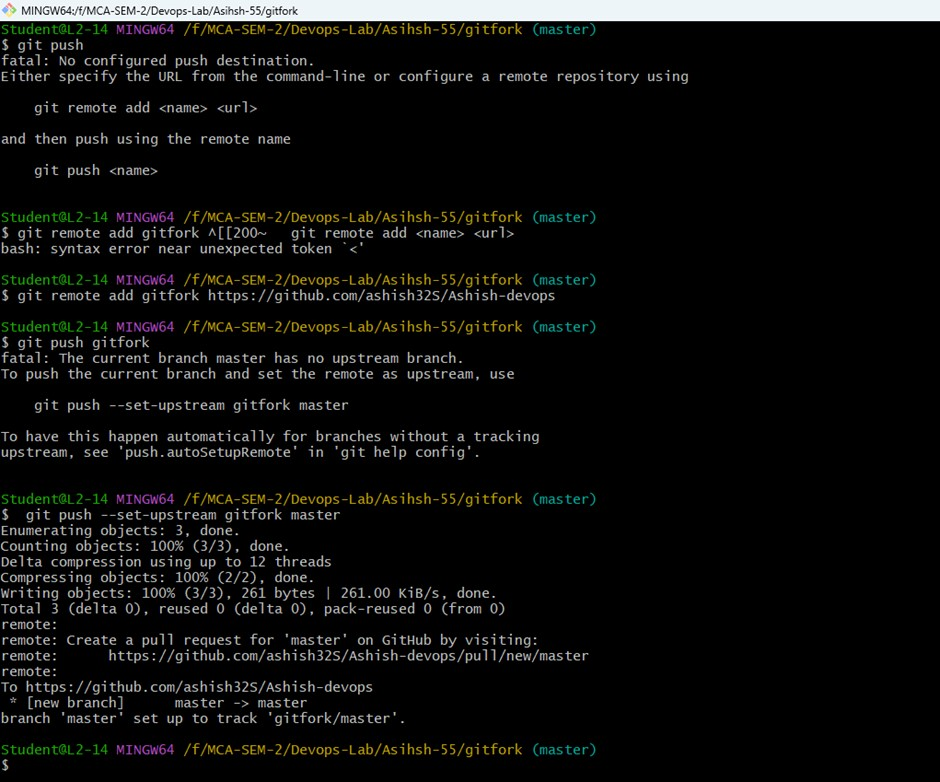 MINGW64:/f/MCA-SEM-2/Devops-Lab/Asihsh-55/gitfork
Student@L2-14 MINGW64 /f/MCA-SEM-2/Devops-Lab/Asihsh-55/gitfork (master)
$ git push
fatal: No configured push destination.
Either specify the URL from the command-line or configure a remote repository using
    git remote add <name> <url>
and then push using the remote name
    git push <name>
Student@L2-14 MINGW64 /f/MCA-SEM-2/Devops-Lab/Asihsh-55/gitfork (master)
$ git remote add gitfork ^[[200~   git remote add <name> <url>
bash: syntax error near unexpected token `<'
Student@L2-14 MINGW64 /f/MCA-SEM-2/Devops-Lab/Asihsh-55/gitfork (master)
$ git remote add gitfork https://github.com/ashish32S/Ashish-devops
Student@L2-14 MINGW64 /f/MCA-SEM-2/Devops-Lab/Asihsh-55/gitfork (master)
$ git push gitfork
fatal: The current branch master has no upstream branch.
To push the current branch and set the remote as upstream, use
    git push --set-upstream gitfork master
To have this happen automatically for branches without a tracking
upstream, see 'push.autoSetupRemote' in 'git help config'.
Student@L2-14 MINGW64 /f/MCA-SEM-2/Devops-Lab/Asihsh-55/gitfork (master)
$  git push --set-upstream gitfork master
Enumerating objects: 3, done.
Counting objects: 100% (3/3), done.
Delta compression using up to 12 threads
Compressing objects: 100% (2/2), done.
Writing objects: 100% (3/3), 261 bytes | 261.00 KiB/s, done.
Total 3 (delta 0), reused 0 (delta 0), pack-reused 0 (from 0)
remote:
remote: Create a pull request for 'master' on GitHub by visiting:
remote:      https://github.com/ashish32S/Ashish-devops/pull/new/master
remote:
To https://github.com/ashish32S/Ashish-devops
 * [new branch]      master -> master
branch 'master' set up to track 'gitfork/master'.
Student@L2-14 MINGW64 /f/MCA-SEM-2/Devops-Lab/Asihsh-55/gitfork (master)
$